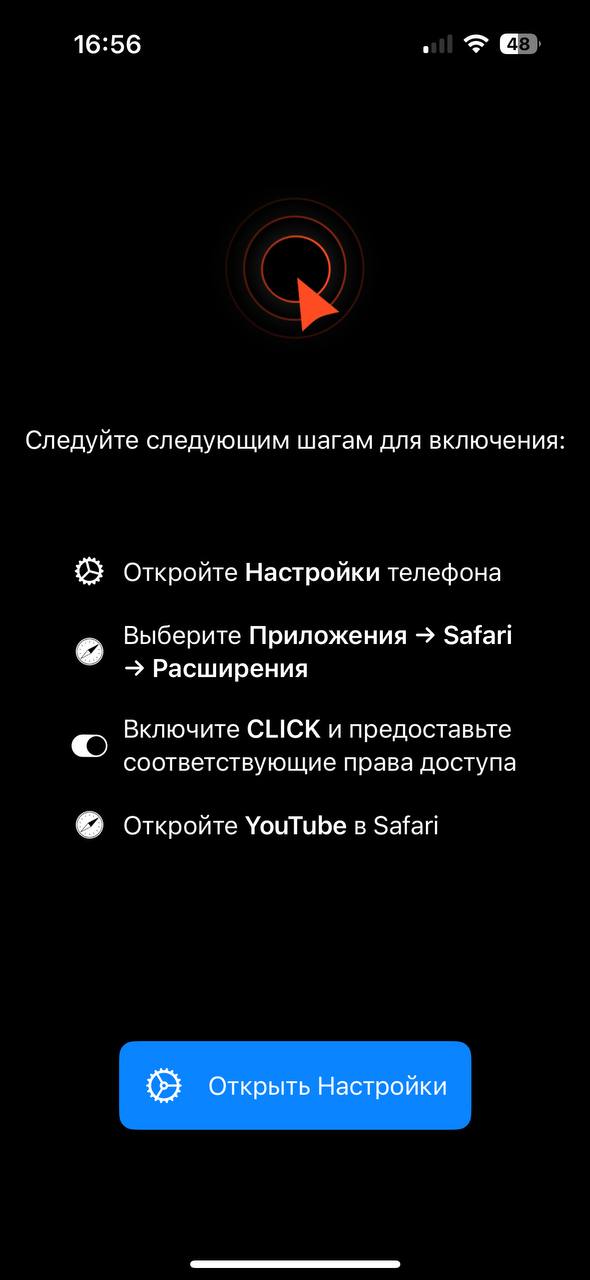 16:56
48
Следуйте следующим шагам для включения:
Откройте Настройки телефона
Выберите Приложения → Safari
→ Расширения
Включите CLICK и предоставьте
соответствующие права доступа
Откройте YouTube в Safari
Открыть Настройки